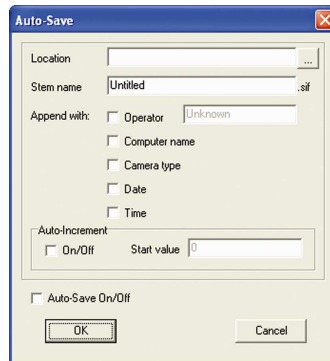 Auto-Save
Location ...
Stem name Untitled .sif
Append with: Operator Unknown
Computer name
Camera type
Date
Time
Auto-Increment
On/Off Start value 0
Auto-Save On/Off
OK Cancel